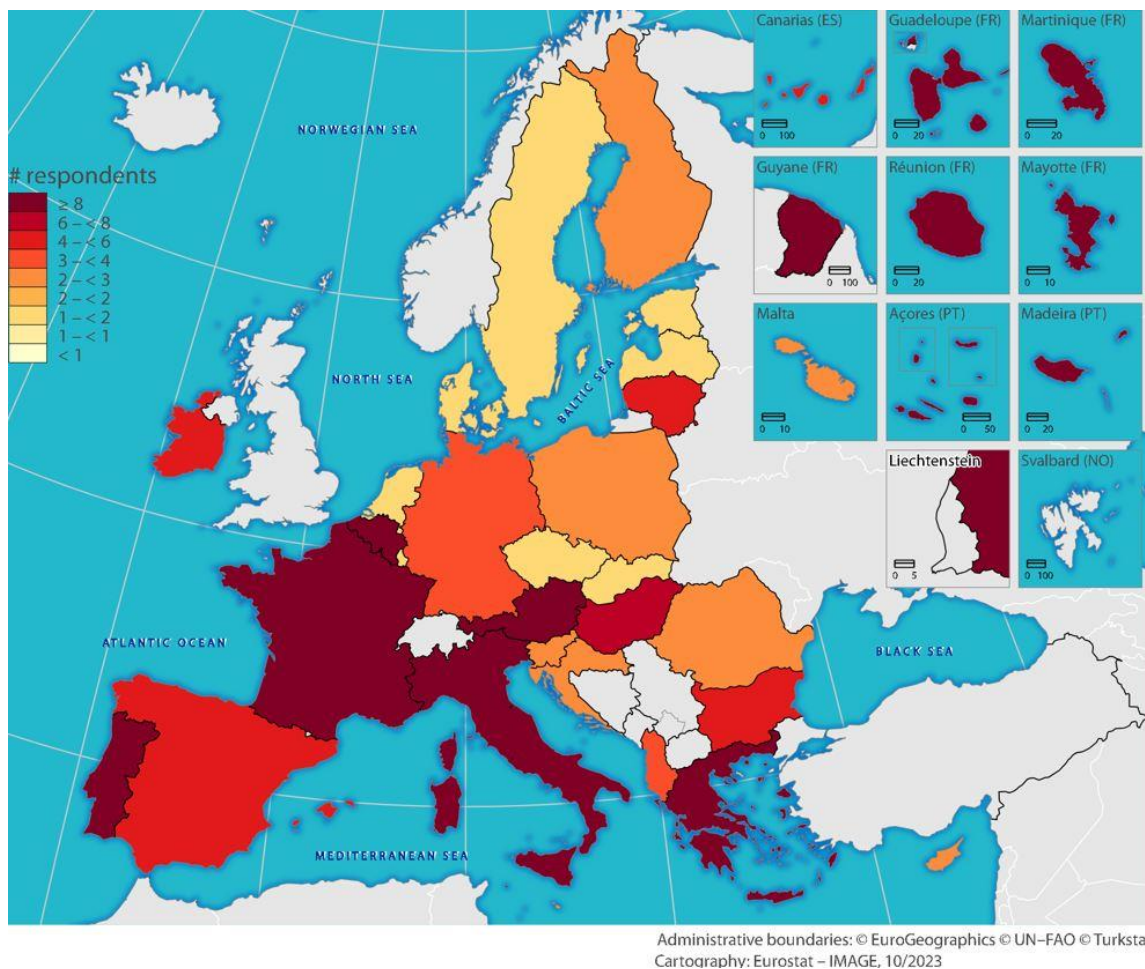 Canarias (ES)
0 100
Guadeloupe (FR)
0 20
Martinique (FR)
0 20
NORWEGIAN SEA
# respondents
≥ 8
6 – < 8
4 – < 6
3 – < 4
2 – < 3
2 – < 2
1 – < 2
1 – < 1
< 1
Guyane (FR)
0 100
Réunion (FR)
0 20
Mayotte (FR)
0 10
NORTH SEA
BALTIC SEA
Malta
0 10
Açores (PT)
0 50
Madeira (PT)
0 20
Liechtenstein
0 5
Svalbard (NO)
0 100
ATLANTIC OCEAN
BLACK SEA
MEDITERRANEAN SEA
Administrative boundaries: © EuroGeographics © UN–FAO © Turksta
Cartography: Eurostat – IMAGE, 10/2023